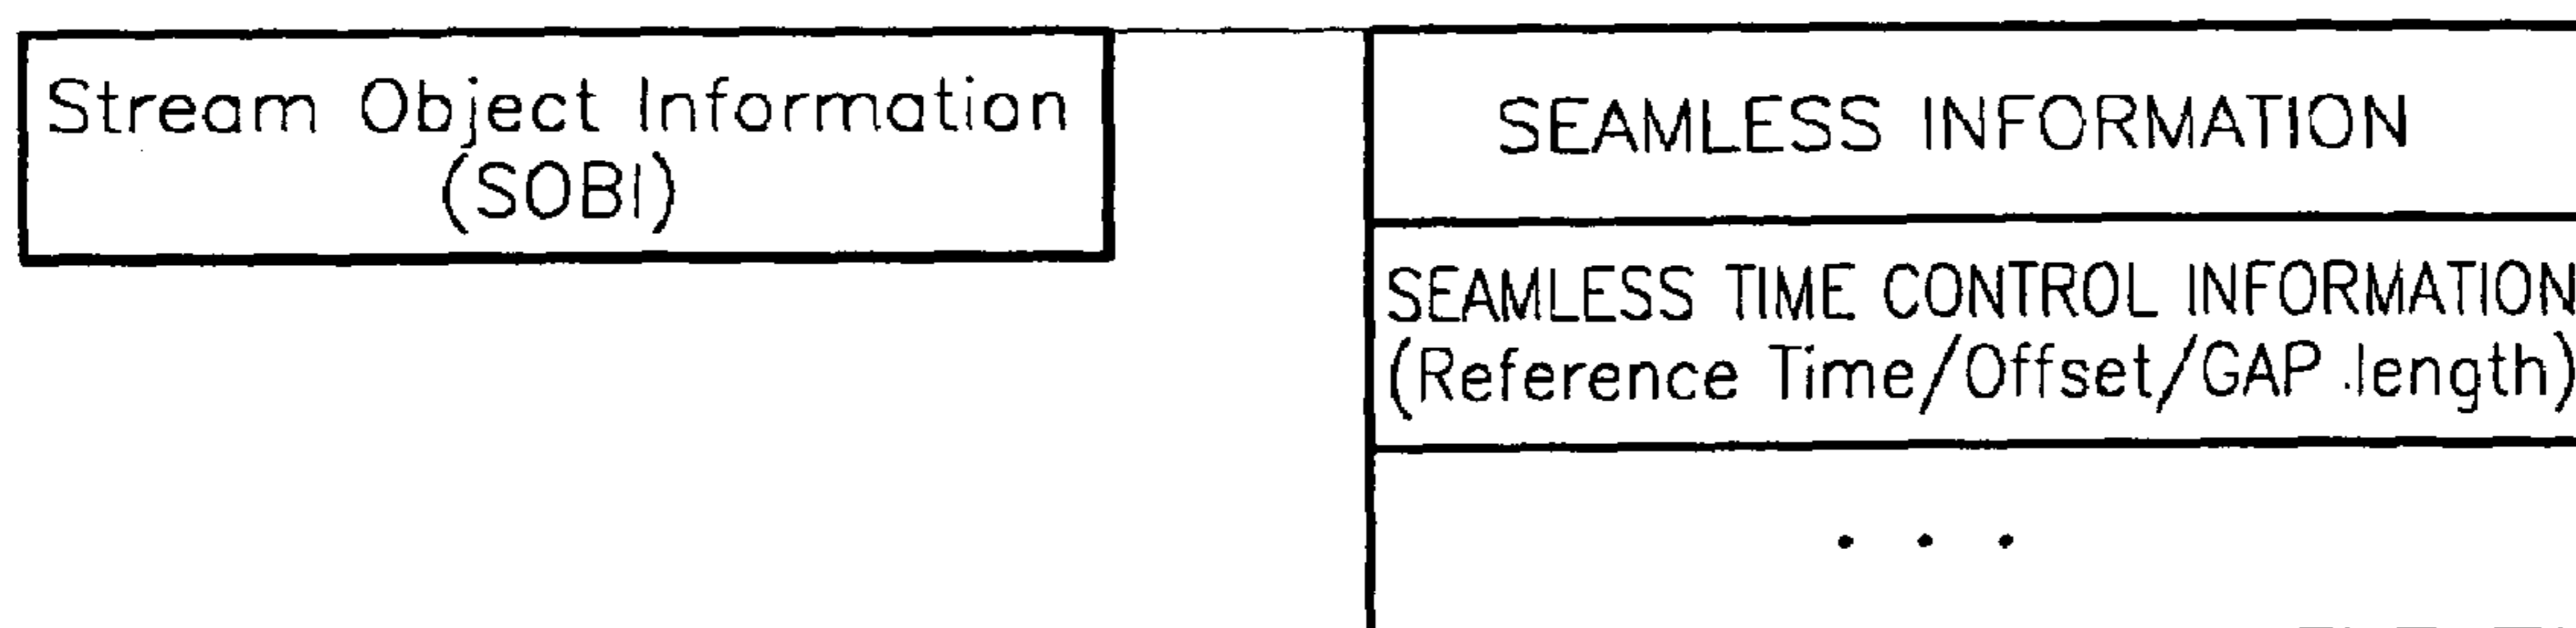 Stream Object Information
(SOBI)
SEAMLESS INFORMATION
SEAMLESS TIME CONTROL INFORMATION
(Reference Time/Offset/GAP length)
. . .